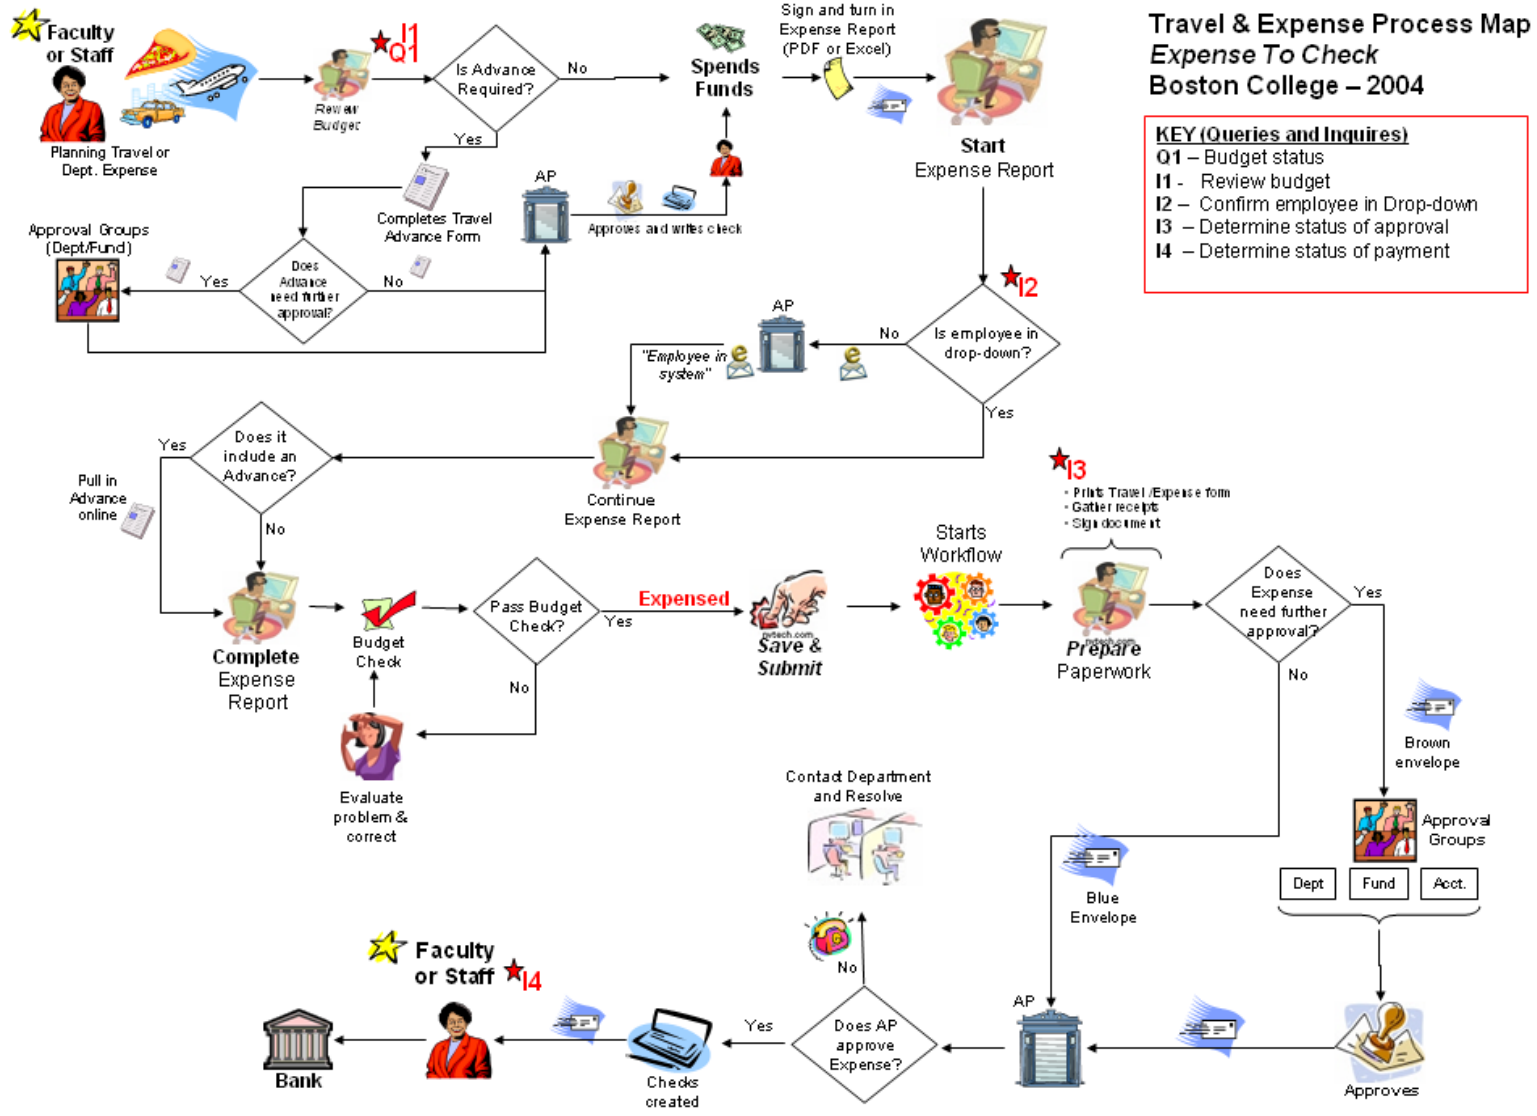 Travel & Expense Process Map
Expense To Check
Boston College – 2004
KEY (Queries and Inquires)
Q1 – Budget status
I1 - Review budget
I2 – Confirm employee in Drop-down
I3 – Determine status of approval
I4 – Determine status of payment
Faculty
or Staff
Planning Travel or
Dept. Expense
Review
Budget
I1
Q1
Is Advance
Required?
No
Yes
Spends
Funds
Sign and turn in
Expense Report
(PDF or Excel)
Start
Expense Report
Completes Travel
Advance Form
AP
Approves and writes check
Approval Groups
(Dept/Fund)
Yes
Does
Advance
need further
approval?
No
I2
Is employee in
drop-down?
No
Yes
AP
"Employee in
system"
Continue
Expense Report
Does it
include an
Advance?
Yes
No
Pull in
Advance
online
Complete
Expense
Report
Budget
Check
Pass Budget
Check?
Expensed
Yes
No
Evaluate
problem &
correct
nvtech.com
Save &
Submit
Starts
Workflow
I3
- Prints Travel /Expense form
- Gather receipts
- Sign document
nvtech.com
Prepare
Paperwork
Does
Expense
need further
approval?
Yes
No
Brown
envelope
Approval
Groups
Dept
Fund
Acct.
Blue
Envelope
Approves
AP
Does AP
approve
Expense?
No
Yes
Contact Department
and Resolve
Checks
created
Faculty
or Staff
I4
Bank